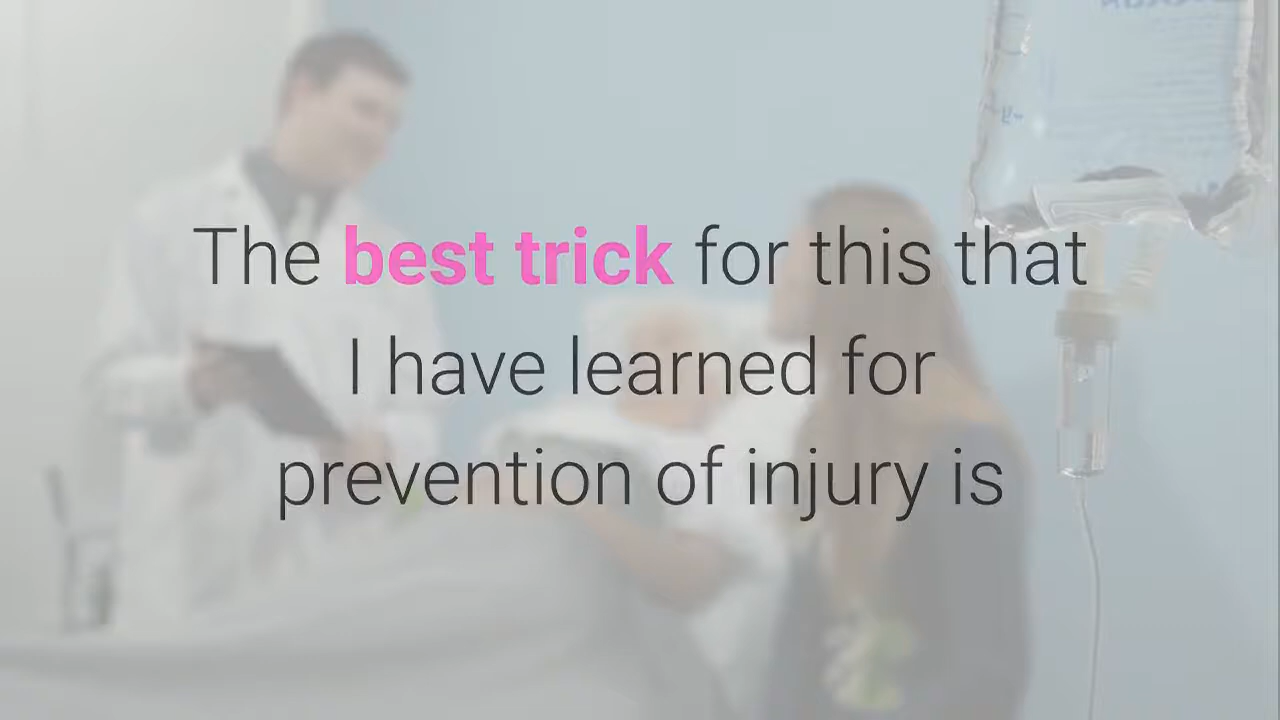 The best trick for this that
I have learned for
prevention of injury is